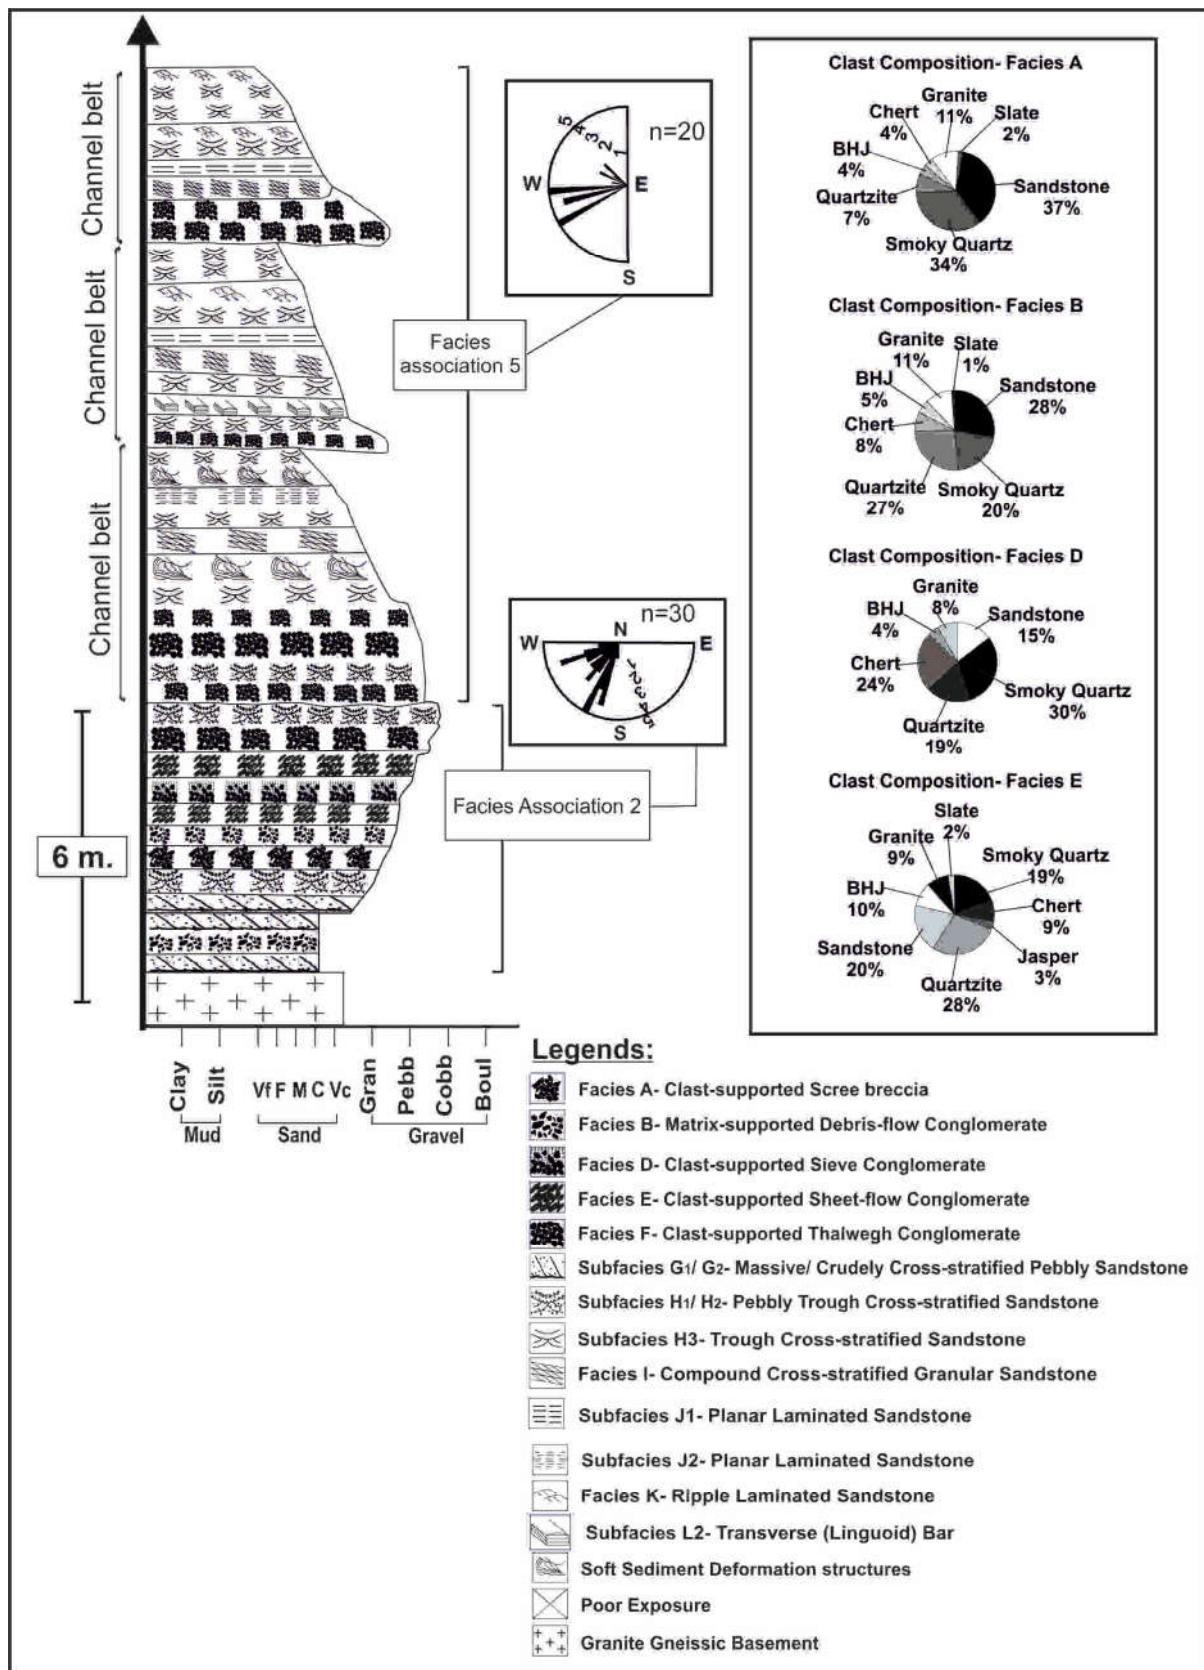 Channel belt
Channel belt
Channel belt
6 m.
5
4
3
2
1
n=20
W
E
S
Facies
association 5
n=30
W
N
E
1
2
3
4
5
S
Facies Association 2
Clay
Silt
Vf F M C Vc
Gran
Pebb
Cobb
Boul
Mud
Sand
Gravel
Clast Composition- Facies A
Granite
11%
Slate
2%
Chert
4%
BHJ
4%
Quartzite
7%
Sandstone
37%
Smoky Quartz
34%
Clast Composition- Facies B
Granite
11%
Slate
1%
BHJ
5%
Sandstone
28%
Chert
8%
Quartzite
27%
Smoky Quartz
20%
Clast Composition- Facies D
Granite
8%
BHJ
4%
Sandstone
15%
Chert
24%
Smoky Quartz
30%
Quartzite
19%
Clast Composition- Facies E
Slate
2%
Granite
9%
Smoky Quartz
19%
BHJ
10%
Chert
9%
Sandstone
20%
Jasper
3%
Quartzite
28%
Legends:
Facies A- Clast-supported Scree breccia
Facies B- Matrix-supported Debris-flow Conglomerate
Facies D- Clast-supported Sieve Conglomerate
Facies E- Clast-supported Sheet-flow Conglomerate
Facies F- Clast-supported Thalwegh Conglomerate
Subfacies G1/ G2- Massive/ Crudely Cross-stratified Pebbly Sandstone
Subfacies H1/ H2- Pebbly Trough Cross-stratified Sandstone
Subfacies H3- Trough Cross-stratified Sandstone
Facies I- Compound Cross-stratified Granular Sandstone
Subfacies J1- Planar Laminated Sandstone
Subfacies J2- Planar Laminated Sandstone
Facies K- Ripple Laminated Sandstone
Subfacies L2- Transverse (Linguoid) Bar
Soft Sediment Deformation structures
Poor Exposure
Granite Gneissic Basement